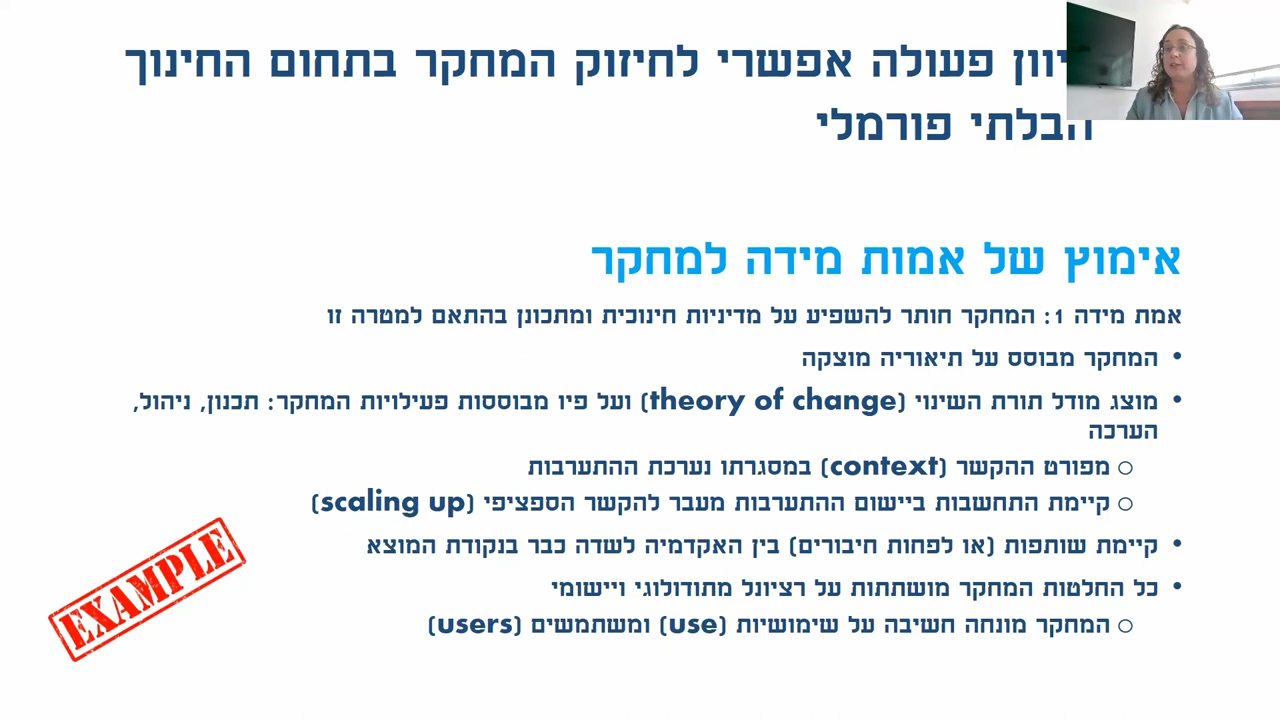 יוון פעולה אפשרי לחיזוק המחקר בתחום החינוך
הבלתי פורמלי
אימוץ של אמות מידה למחקר
אמת מידה 1: המחקר חותר להשפיע על מדיניות חינוכית ומתכונן בהתאם למטרה זו
• המחקר מבוסס על תיאוריה מוצקה
• מוצג מודל תורת השינוי (theory of change) ועל פיו מבוססות פעילויות המחקר: תכנון, ניהול,
הערכה
○ מפורט ההקשר (context) במסגרתו נערכת ההתערבות
○ קיימת התחשבות ביישום ההתערבות מעבר להקשר הספציפי (scaling up)
• קיימת שותפות (או לפחות חיבורים) בין האקדמיה לשדה כבר בנקודת המוצא
• כל החלטות המחקר מושתתות על רציונל מתודולוגי ויישומי
○ המחקר מונחה חשיבה על שימושיות (use) ומשתמשים (users)
EXAMPLE